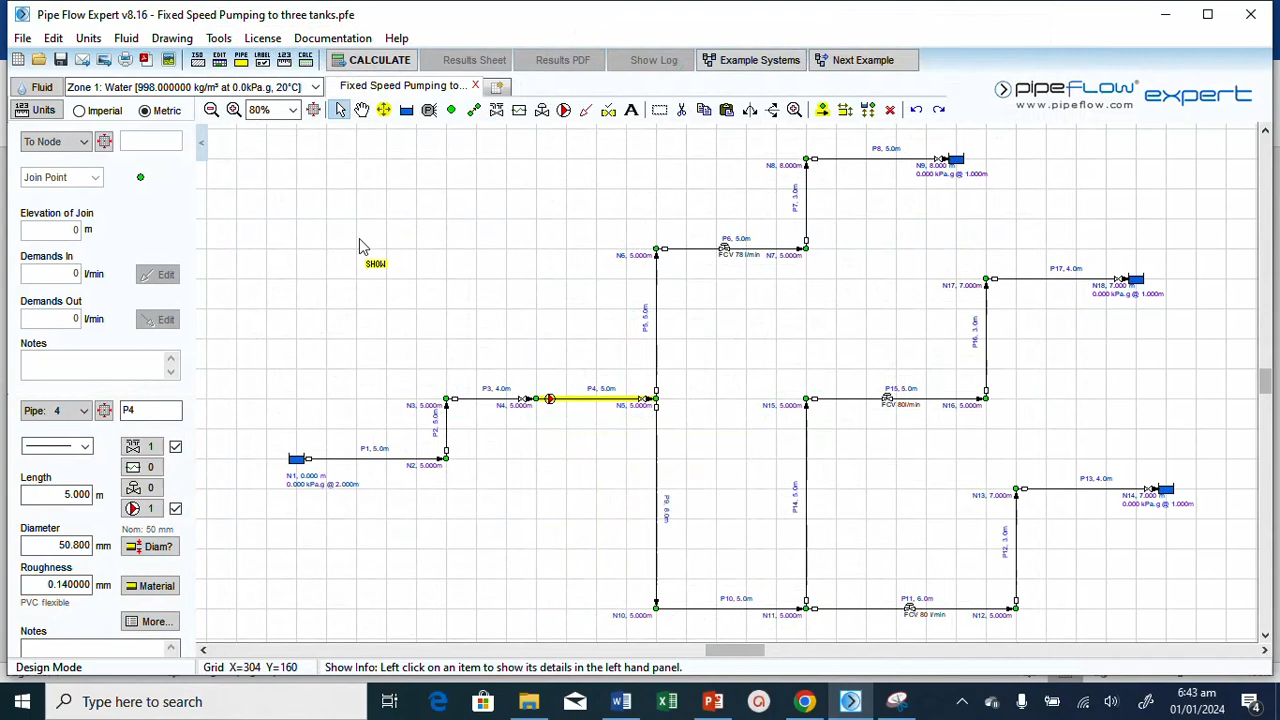 Pipe Flow Expert v8.16 - Fixed Speed Pumping to three tanks.pfe
File Edit Units Fluid Drawing Tools License Documentation Help
ISO EDIT PIPE LABEL 123 CALC CALCULATE Results Sheet Results PDF Show Log Example Systems Next Example
Fluid Zone 1: Water [998.000000 kg/m³ at 0.0kPa.g, 20°C] Fixed Speed Pumping to... X
pipeflow® expert
www.pipeflow.com
Units Imperial Metric 80%
To Node
Join Point
Elevation of Join
0 m
Demands In
0 l/min Edit
Demands Out
0 l/min Edit
Notes
Pipe: 4 P4
1
0
Length
0
5.000 m
1
Diameter Nom: 50 mm
50.800 mm Diam?
Roughness
0.140000 mm Material
PVC flexible
More...
Notes
SHOW
P8, 5.0m
N8, 8.000m
N9, 8.000 m
0.000 kPa.g @ 1.000m
P7, 3.0m
P6, 5.0m
N6, 5.000m
FCV 78 l/min
N7, 5.000m
P17, 4.0m
N17, 7.000m
N18, 7.000 m
0.000 kPa.g @ 1.000m
P5, 5.0m
P16, 3.0m
P3, 4.0m
P4, 5.0m
P15, 5.0m
N3, 5.000m
N4, 5.000m
N5, 5.000m
N15, 5.000m
FCV 80l/min
N16, 5.000m
P2, 5.0m
P1, 5.0m
N2, 5.000m
N1, 0.000 m
0.000 kPa.g @ 2.000m
P13, 4.0m
N13, 7.000m
N14, 7.000 m
0.000 kPa.g @ 1.000m
P9, 8.0m
P14, 5.0m
P12, 3.0m
P10, 5.0m
P11, 6.0m
N10, 5.000m
N11, 5.000m
FCV 80 l/min
N12, 5.000m
Design Mode Grid X=304 Y=160 Show Info: Left click on an item to show its details in the left hand panel.
Type here to search
6:43 am
01/01/2024
4